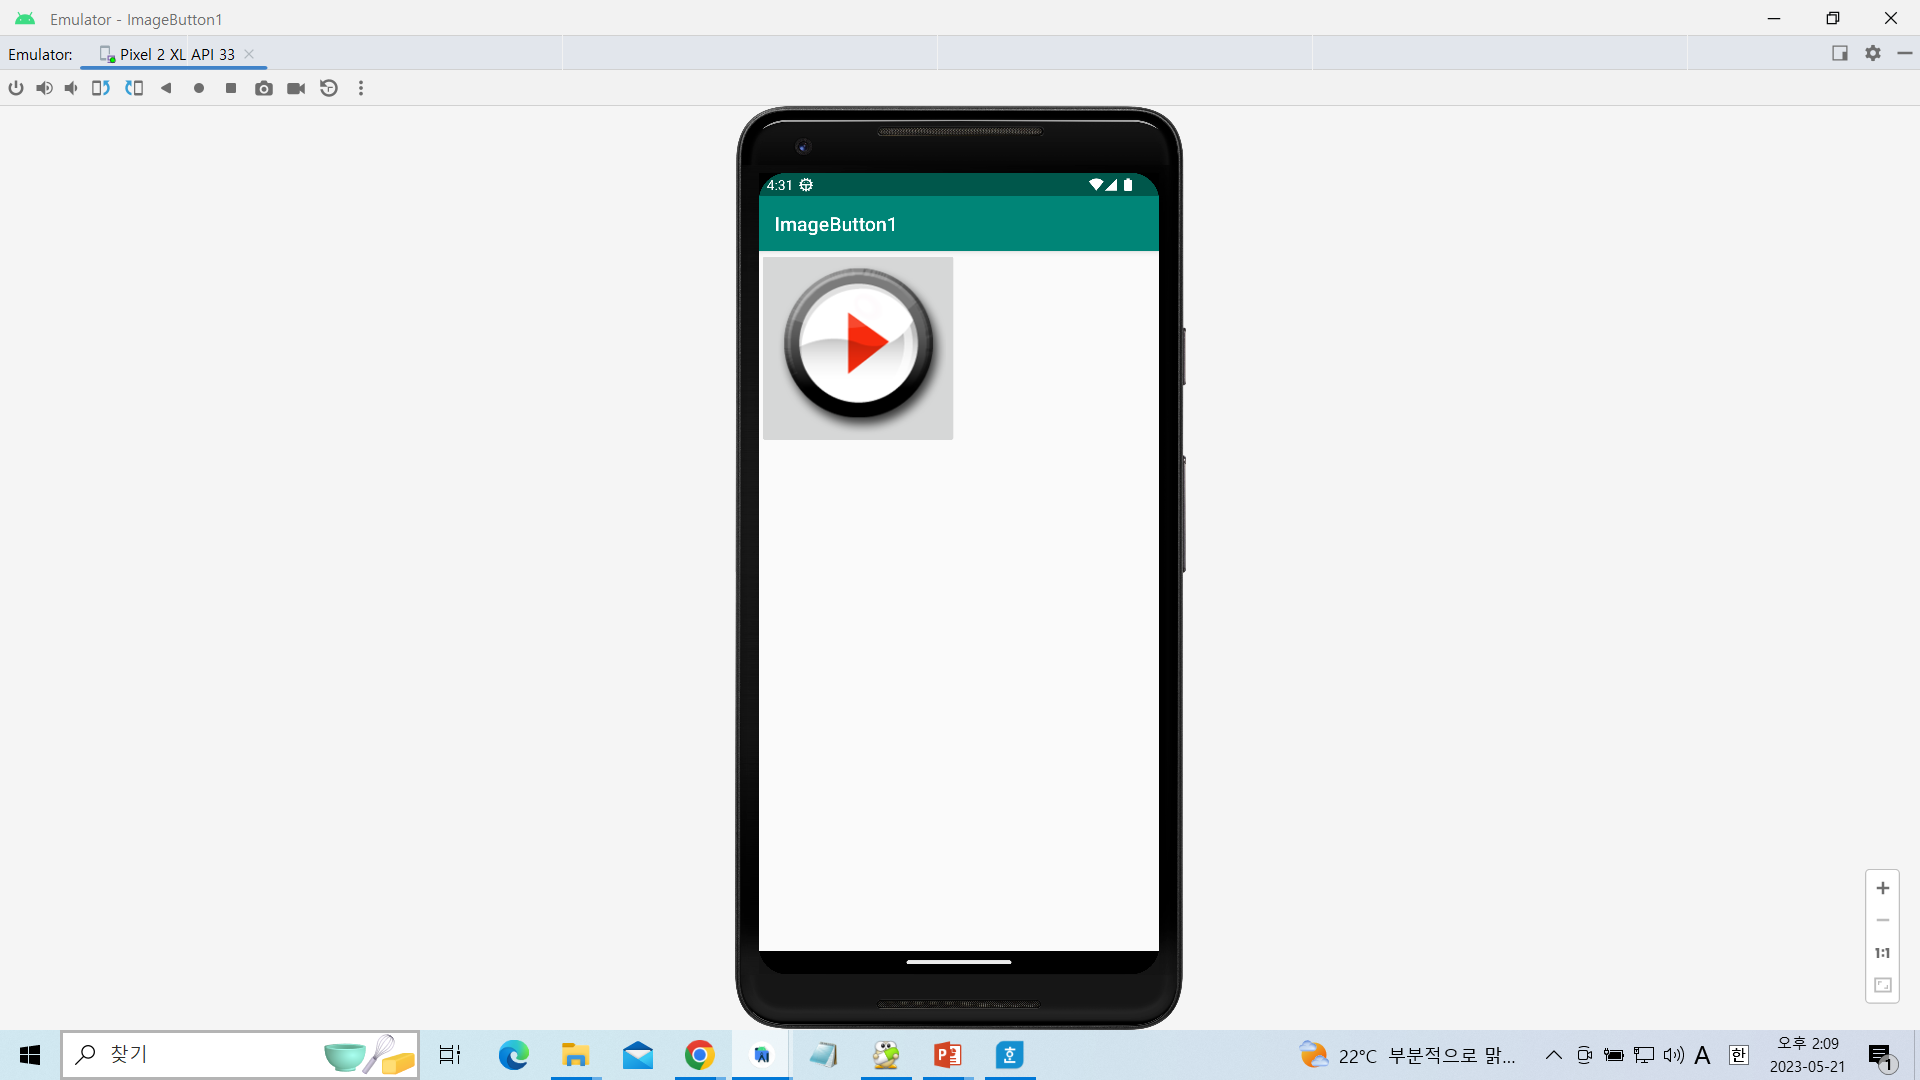 Emulator - ImageButton1
Emulator: Pixel 2 XL API 33
4:31
ImageButton1
1:1
찾기
22°C 부분적으로 맑...
A
한
오후 2:09
2023-05-21
1